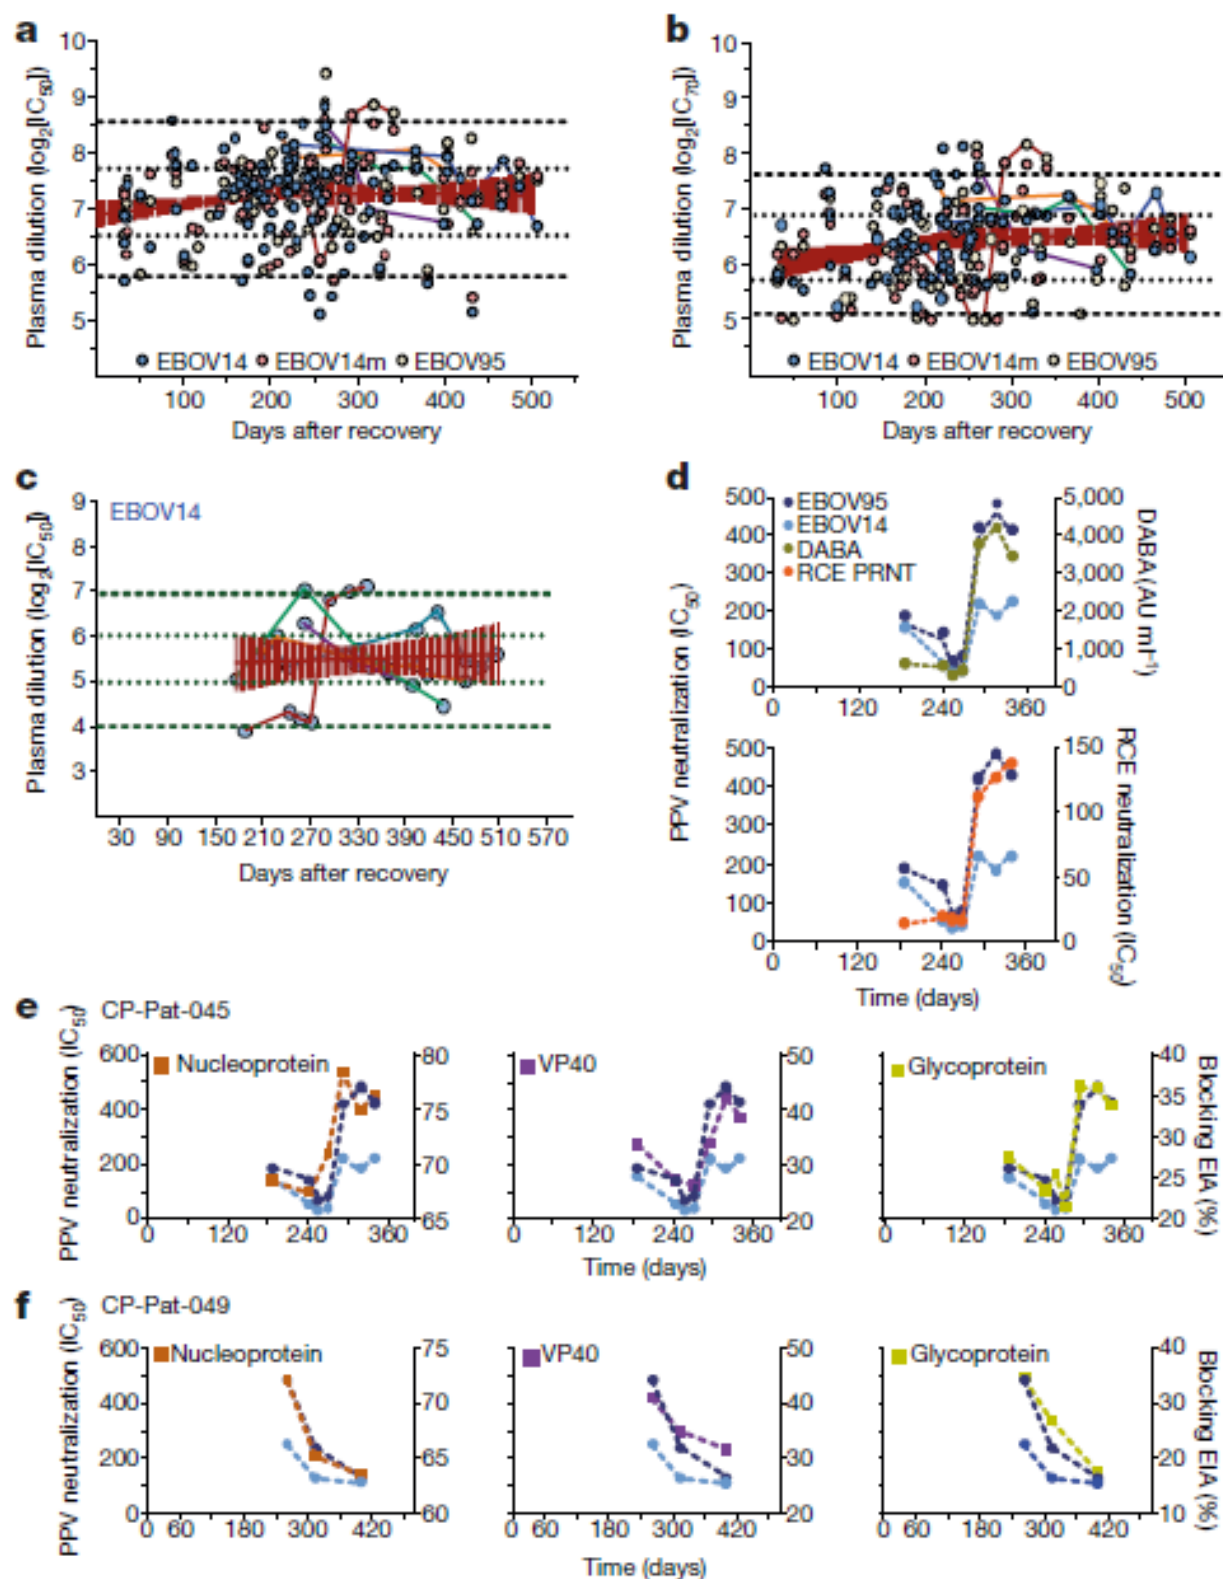 a
b
Plasma dilution (log2[IC50])
10
9
8
7
6
5
EBOV14 EBOV14m EBOV95
100 200 300 400 500
Days after recovery
Plasma dilution (log2[IC70])
10
9
8
7
6
5
EBOV14 EBOV14m EBOV95
100 200 300 400 500
Days after recovery
c
Plasma dilution (log2[IC50])
EBOV14
9
8
7
6
5
4
3
30 90 150 210 270 330 390 450 510 570
Days after recovery
d
PPV neutralization (IC50)
500
400
300
200
100
0
EBOV95
EBOV14
DABA
RCE PRNT
5,000
4,000
3,000
2,000
1,000
0
DABA (AU ml−1)
0 120 240 360
500
400
300
200
100
0
150
100
50
0
RCE neutralization (IC50)
0 120 240 360
Time (days)
e CP-Pat-045
PPV neutralization (IC50)
600
400
200
0
Nucleoprotein
80
75
70
65
0 120 240 360
VP40
50
40
30
20
0 120 240 360
Glycoprotein
40
35
30
25
20
0 120 240 360
Blocking EIA (%)
Time (days)
f CP-Pat-049
PPV neutralization (IC50)
600
400
200
0
Nucleoprotein
75
70
65
60
0 60 180 300 420
VP40
50
40
30
20
0 60 180 300 420
Glycoprotein
40
30
20
10
0 60 180 300 420
Blocking EIA (%)
Time (days)